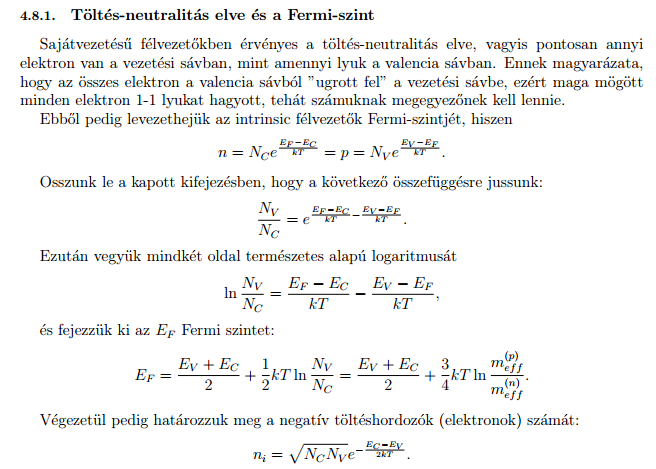 4.8.1. Töltés-neutralitás elve és a Fermi-szint
Sajátvezetésű félvezetőkben érvényes a töltés-neutralitás elve, vagyis pontosan annyi
elektron van a vezetési sávban, mint amennyi lyuk a valencia sávban. Ennek magyarázata,
hogy az összes elektron a valencia sávból ”ugrott fel” a vezetési sávbe, ezért maga mögött
minden elektron 1-1 lyukat hagyott, tehát számuknak megegyezőnek kell lennie.
Ebből pedig levezethejük az intrinsic félvezetők Fermi-szintjét, hiszen
n = N_C e^{\frac{E_F-E_C}{kT}} = p = N_V e^{\frac{E_V-E_F}{kT}}.
Osszunk le a kapott kifejezésben, hogy a következő összefüggésre jussunk:
\frac{N_V}{N_C} = e^{\frac{E_F-E_C}{kT} - \frac{E_V-E_F}{kT}}.
Ezután vegyük mindkét oldal természetes alapú logaritmusát
\ln \frac{N_V}{N_C} = \frac{E_F - E_C}{kT} - \frac{E_V - E_F}{kT},
és fejezzük ki az E_F Fermi szintet:
E_F = \frac{E_V + E_C}{2} + \frac{1}{2} kT \ln \frac{N_V}{N_C} = \frac{E_V + E_C}{2} + \frac{3}{4} kT \ln \frac{m_{eff}^{(p)}}{m_{eff}^{(n)}}.
Végezetül pedig határozzuk meg a negatív töltéshordozók (elektronok) számát:
n_i = \sqrt{N_C N_V} e^{-\frac{E_C-E_V}{2kT}}.